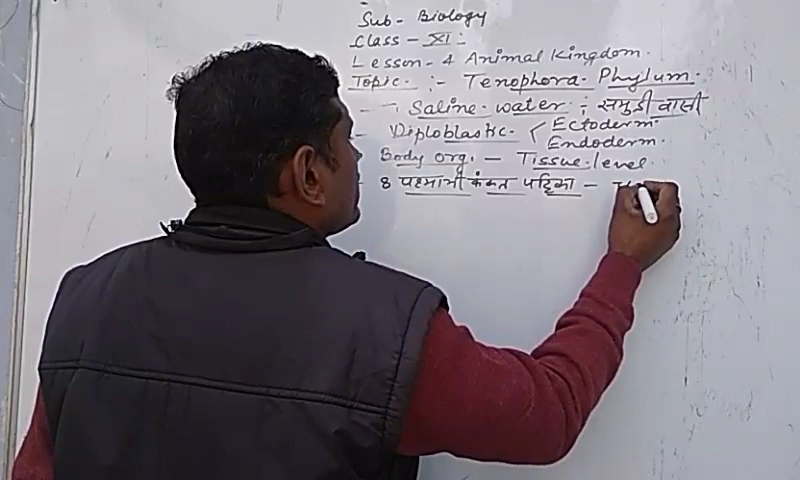 Sub- Biology
Class - XI :-
Lesson- 4 Animal Kingdom.
Topic :- Tenophora Phylum.
- Saline water : समुद्री वासी
- Diploblastic. < Ectoderm
Endoderm.
Body org. - Tissue level.
- 8 पक्ष्माभी कंकत पट्टिका -